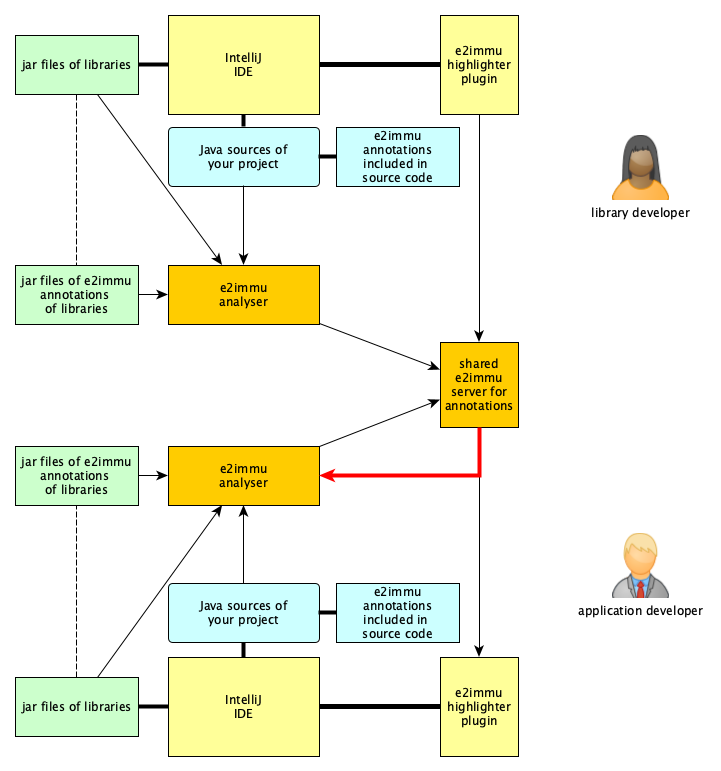 jar files of libraries
IntelliJ
IDE
e2immu
highlighter
plugin
Java sources of
your project
e2immu
annotations
included in
source code
library developer
jar files of e2immu
annotations
of libraries
e2immu
analyser
shared
e2immu
server for
annotations
jar files of e2immu
annotations
of libraries
e2immu
analyser
Java sources of
your project
e2immu
annotations
included in
source code
application developer
jar files of libraries
IntelliJ
IDE
e2immu
highlighter
plugin